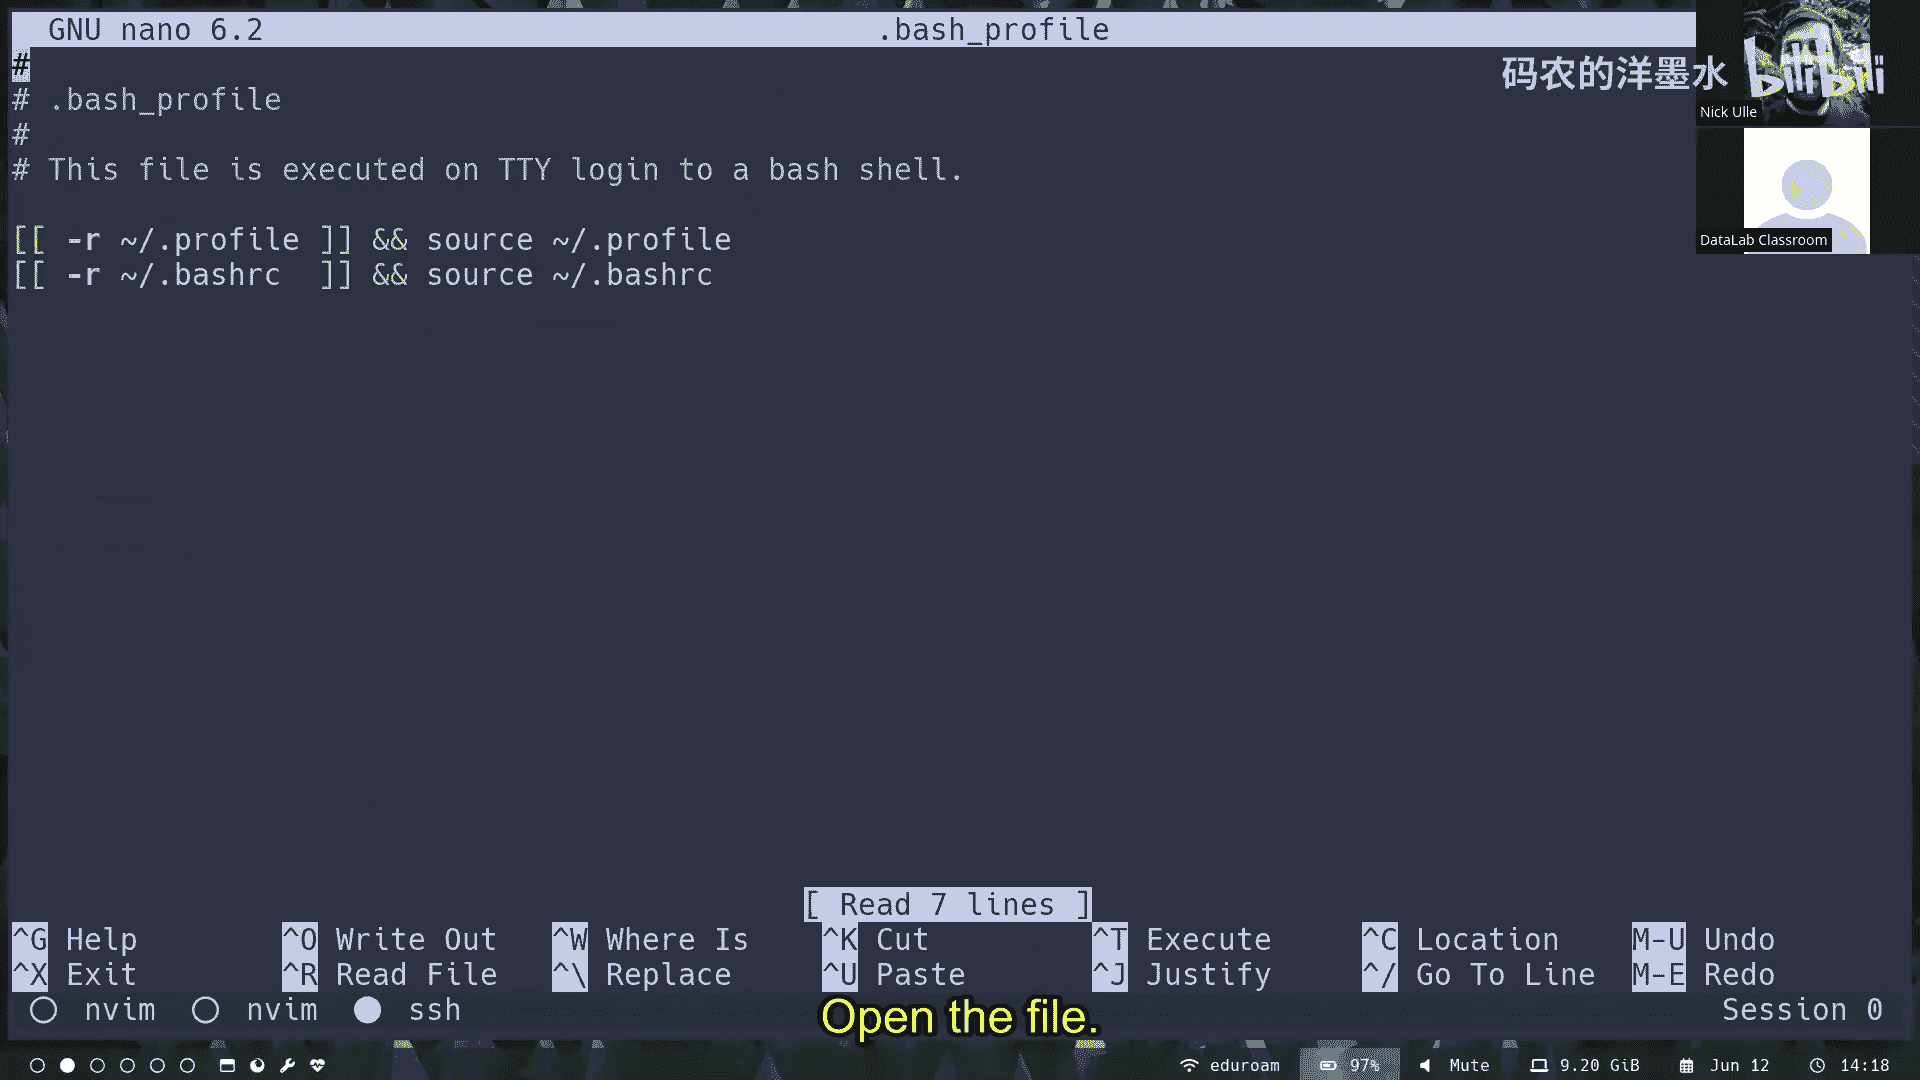 GNU nano 6.2 .bash_profile
#
# .bash_profile
#
# This file is executed on TTY login to a bash shell.
[[ -r ~/.profile ]] && source ~/.profile
[[ -r ~/.bashrc  ]] && source ~/.bashrc
码农的洋墨水 bilibili
Nick Ulle
DataLab Classroom
[ Read 7 lines ]
^G Help ^O Write Out ^W Where Is ^K Cut ^T Execute ^C Location M-U Undo
^X Exit ^R Read File ^\ Replace ^U Paste ^J Justify ^/ Go To Line M-E Redo
nvim nvim ssh Session 0
Open the file.
eduroam 97% Mute 9.20 GiB Jun 12 14:18